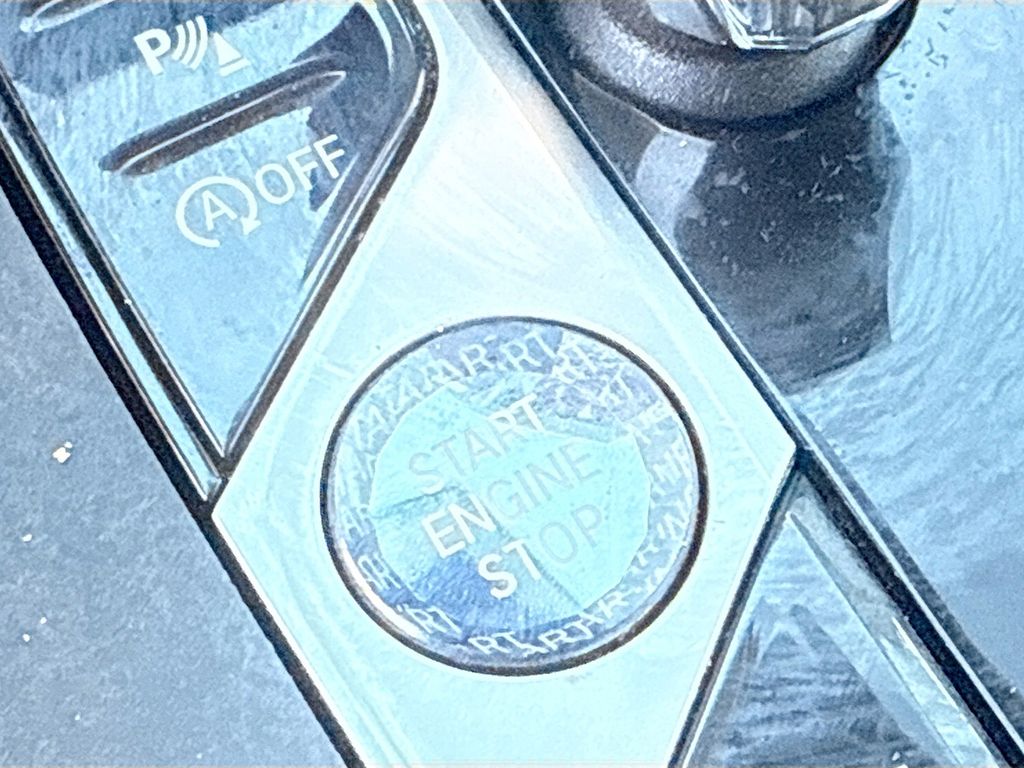 P
A OFF
START
ENGINE
STOP